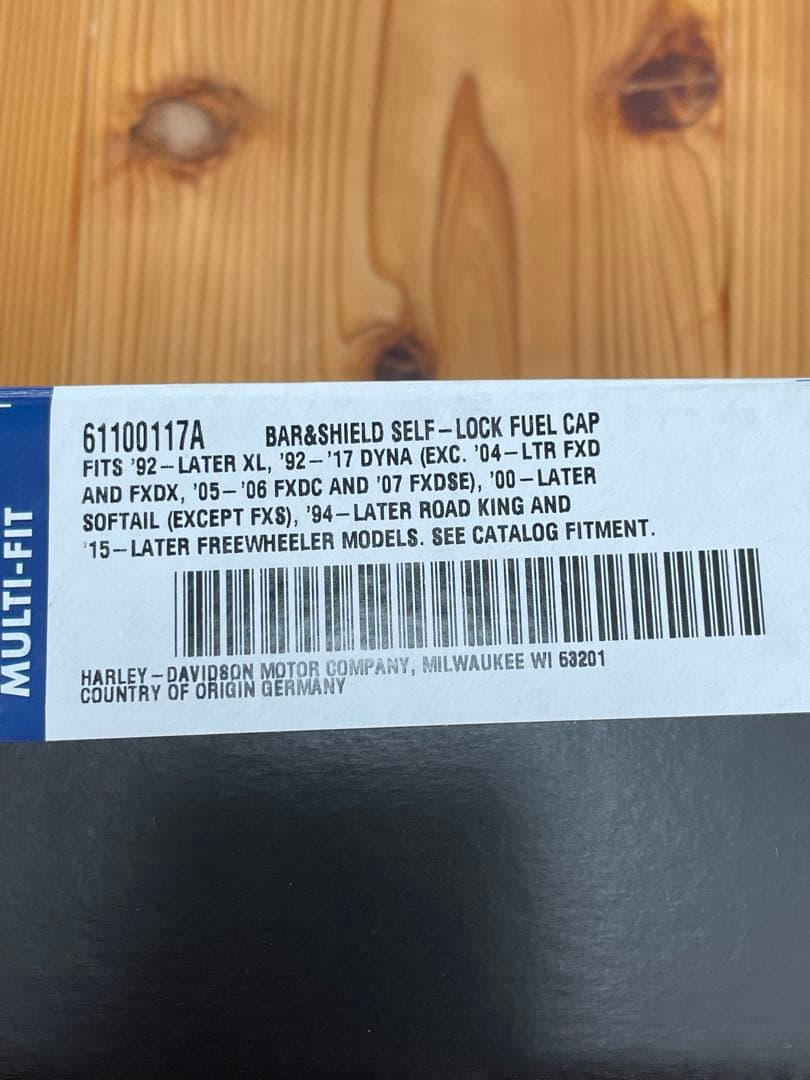 61100117A BAR&SHIELD SELF-LOCK FUEL CAP
FITS '92-LATER XL, '92-'17 DYNA (EXC. '04-LTR FXD
AND FXDX, '05-'06 FXDC AND '07 FXDSE), '00-LATER
SOFTAIL (EXCEPT FXS), '94-LATER ROAD KING AND
'15-LATER FREEWHEELER MODELS. SEE CATALOG FITMENT.
HARLEY-DAVIDSON MOTOR COMPANY, MILWAUKEE WI 53201
COUNTRY OF ORIGIN GERMANY
MULTI-FIT